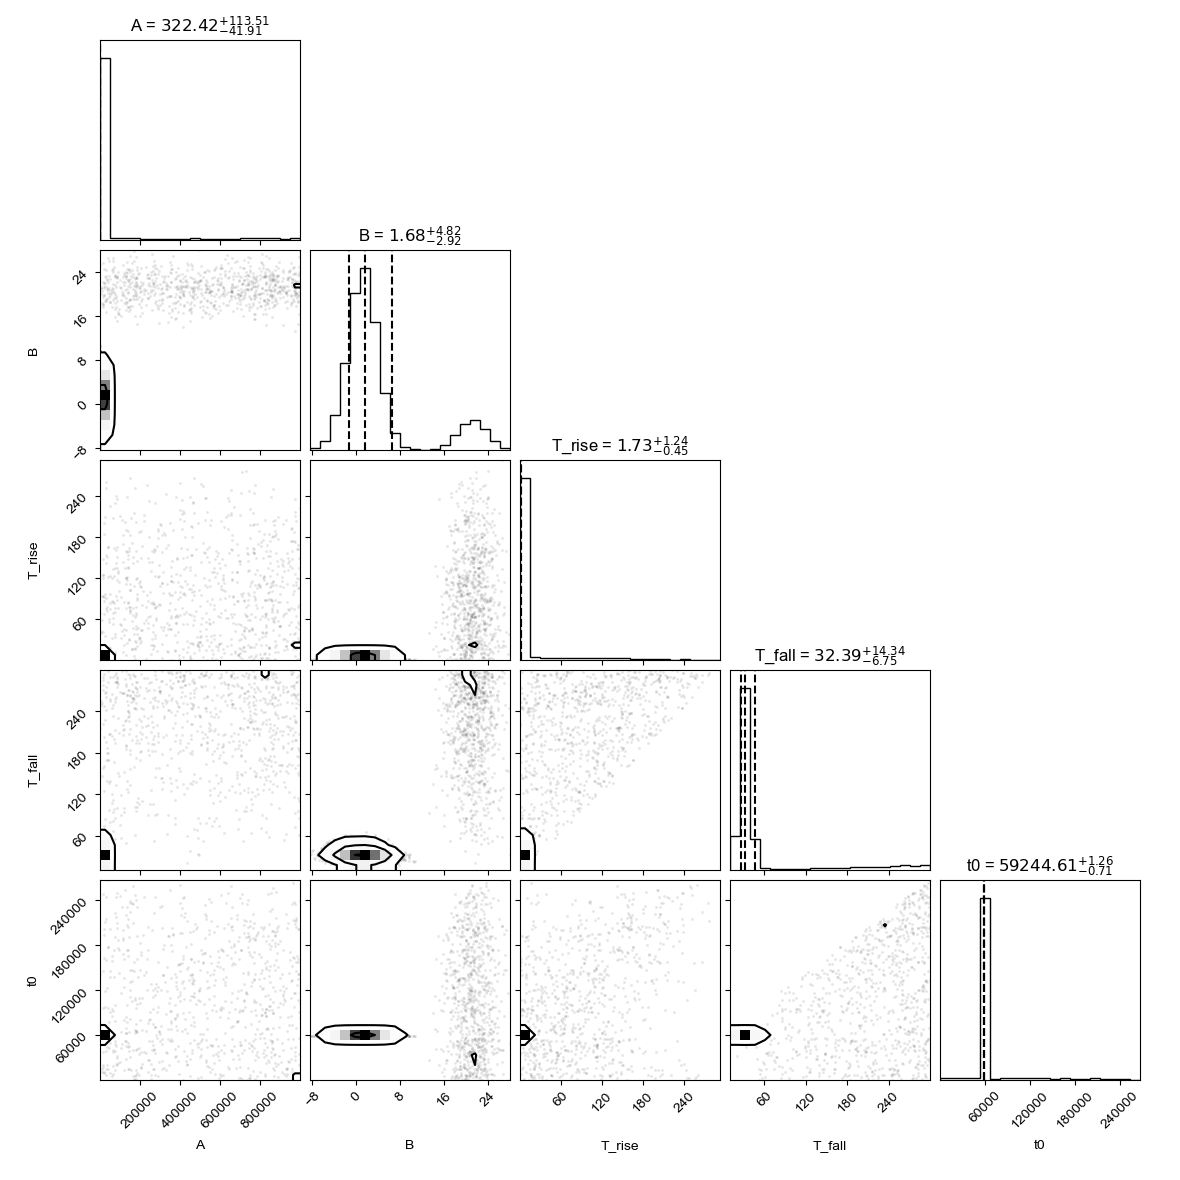 A = 322.42+113.51−41.91
B = 1.68+4.82−2.92
24
16
8
0
−8
B
T_rise = 1.73+1.24−0.45
240
180
120
60
T_rise
T_fall = 32.39+14.34−6.75
240
180
120
60
T_fall
t0 = 59244.61+1.26−0.71
240000
180000
120000
60000
t0
200000 400000 600000 800000 −8 0 8 16 24 60 120 180 240 60 120 180 240 60000 120000 180000 240000
A B T_rise T_fall t0